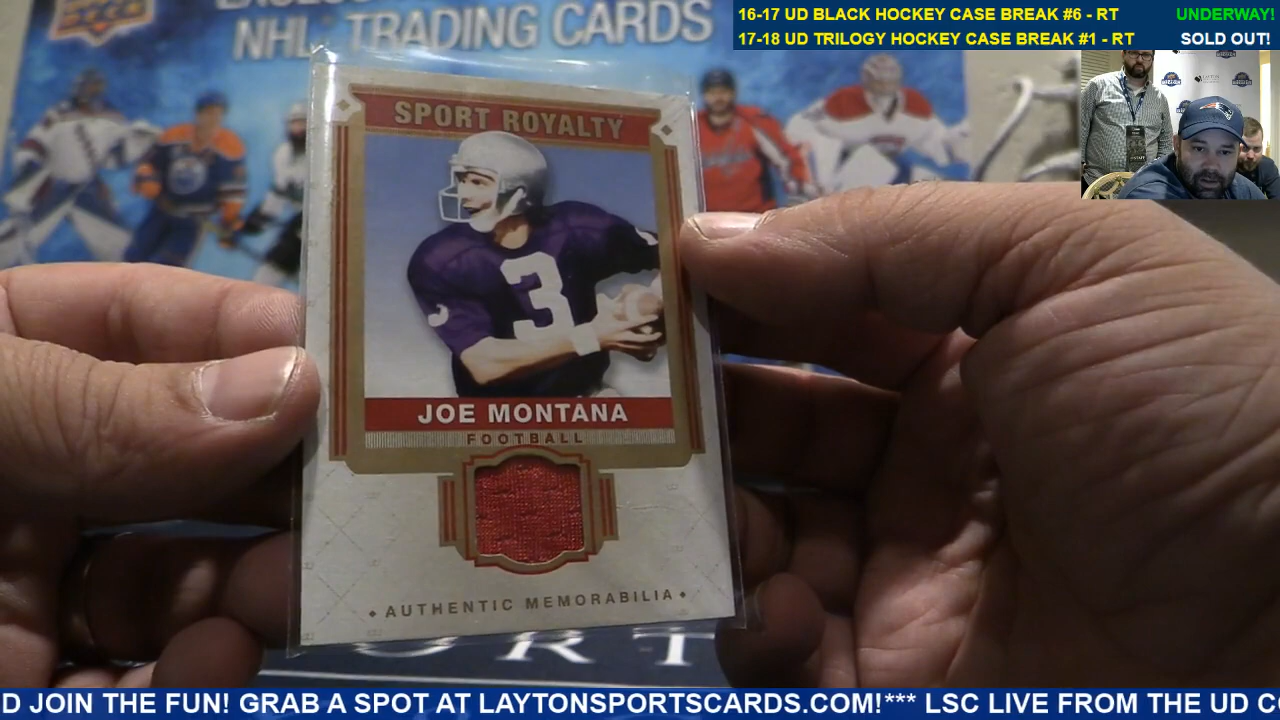 16-17 UD BLACK HOCKEY CASE BREAK #6 - RT UNDERWAY!
17-18 UD TRILOGY HOCKEY CASE BREAK #1 - RT SOLD OUT!
NHL TRADING CARDS
SPORT ROYALTY
3
JOE MONTANA
FOOTBALL
AUTHENTIC MEMORABILIA
ORT
D JOIN THE FUN! GRAB A SPOT AT LAYTONSPORTSCARDS.COM!*** LSC LIVE FROM THE UD C